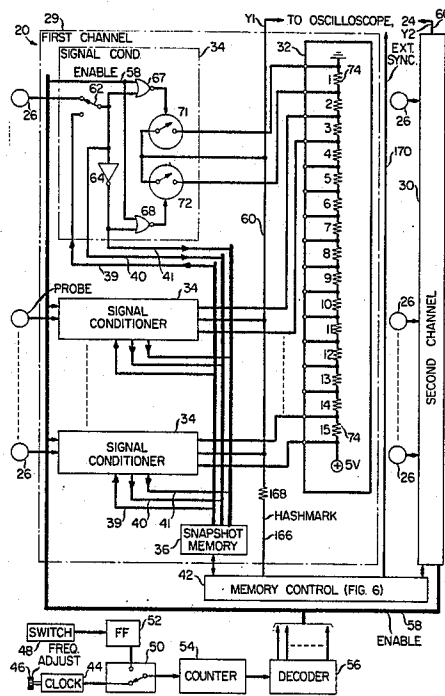 20
29
FIRST CHANNEL
SIGNAL COND.
34
ENABLE
58
67
62
26
71
64
72
68
39
40
41
Y1
TO OSCILLOSCOPE,
24
60
Y2
EXT.
SYNC.
32
74
1
2
3
4
5
6
7
8
9
10
11
12
13
14
15
74
5V
170
26
26
26
30
SECOND CHANNEL
60
PROBE
34
SIGNAL
CONDITIONER
34
SIGNAL
CONDITIONER
26
39
40
41
SNAPSHOT
MEMORY
36
168
HASHMARK
166
42
MEMORY CONTROL (FIG. 6)
58
ENABLE
SWITCH
48
FF
52
FREQ.
ADJUST
46
44
CLOCK
50
54
COUNTER
DECODER
56